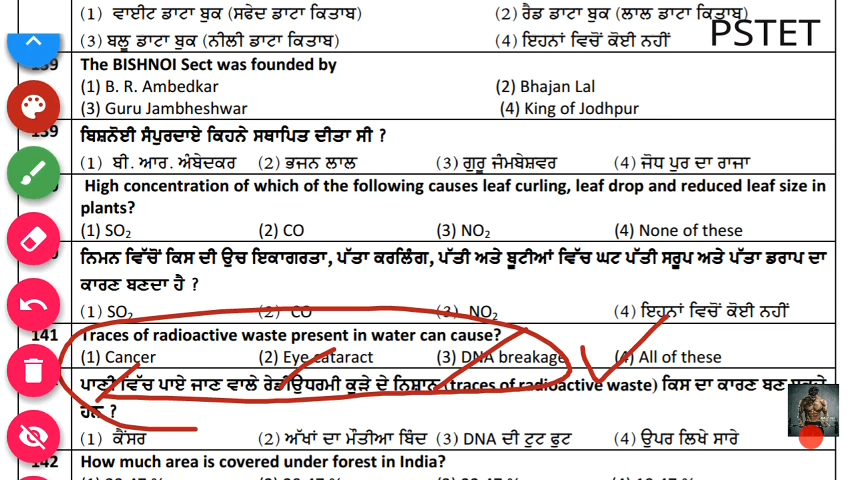 (1) ਵਾਈਟ ਡਾਟਾ ਬੁਕ (ਸਫੇਦ ਡਾਟਾ ਕਿਤਾਬ) (2) ਰੈਡ ਡਾਟਾ ਬੁਕ (ਲਾਲ ਡਾਟਾ ਕਿਤਾਬ)
(3) ਬਲੂ ਡਾਟਾ ਬੁਕ (ਨੀਲੀ ਡਾਟਾ ਕਿਤਾਬ) (4) ਇਹਨਾਂ ਵਿਚੋਂ ਕੋਈ ਨਹੀਂ PSTET
The BISHNOI Sect was founded by
(1) B. R. Ambedkar (2) Bhajan Lal
(3) Guru Jambheshwar (4) King of Jodhpur
ਬਿਸ਼ਨੋਈ ਸੰਪੁਰਦਾਏ ਕਿਹਨੇ ਸਥਾਪਿਤ ਦੀਤਾ ਸੀ ?
(1) ਬੀ. ਆਰ. ਅੰਬੇਦਕਰ (2) ਭਜਨ ਲਾਲ (3) ਗੁਰੂ ਜੰਮਬੇਸ਼ਵਰ (4) ਜੋਧ ਪੁਰ ਦਾ ਰਾਜਾ
High concentration of which of the following causes leaf curling, leaf drop and reduced leaf size in
plants?
(1) SO₂ (2) CO (3) NO₂ (4) None of these
ਨਿਮਨ ਵਿੱਚੋਂ ਕਿਸ ਦੀ ਉਚ ਇਕਾਗਰਤਾ, ਪੱਤਾ ਕਰਲਿੰਗ, ਪੱਤੀ ਅਤੇ ਬੂਟੀਆਂ ਵਿੱਚ ਘਟ ਪੱਤੀ ਸਰੂਪ ਅਤੇ ਪੱਤਾ ਡਰਾਪ ਦਾ
ਕਾਰਣ ਬਣਦਾ ਹੈ ?
(1) SO₂ (2) CO (3) NO₂ (4) ਇਹਨਾਂ ਵਿਚੋਂ ਕੋਈ ਨਹੀਂ
141 Traces of radioactive waste present in water can cause?
(1) Cancer (2) Eye cataract (3) DNA breakage (4) All of these
ਪਾਣੀ ਵਿੱਚ ਪਾਏ ਜਾਣ ਵਾਲੇ ਰੇਡੀਉਧਰਮੀ ਕੂੜੇ ਦੇ ਨਿਸ਼ਾਨ (traces of radioactive waste) ਕਿਸ ਦਾ ਕਾਰਣ ਬਣ
ਹਨ ?
(1) ਕੈਂਸਰ (2) ਅੱਖਾਂ ਦਾ ਮੌਤੀਆ ਬਿੰਦ (3) DNA ਦੀ ਟੁਟ ਫੁਟ (4) ਉਪਰ ਲਿਖੇ ਸਾਰੇ
142 How much area is covered under forest in India?